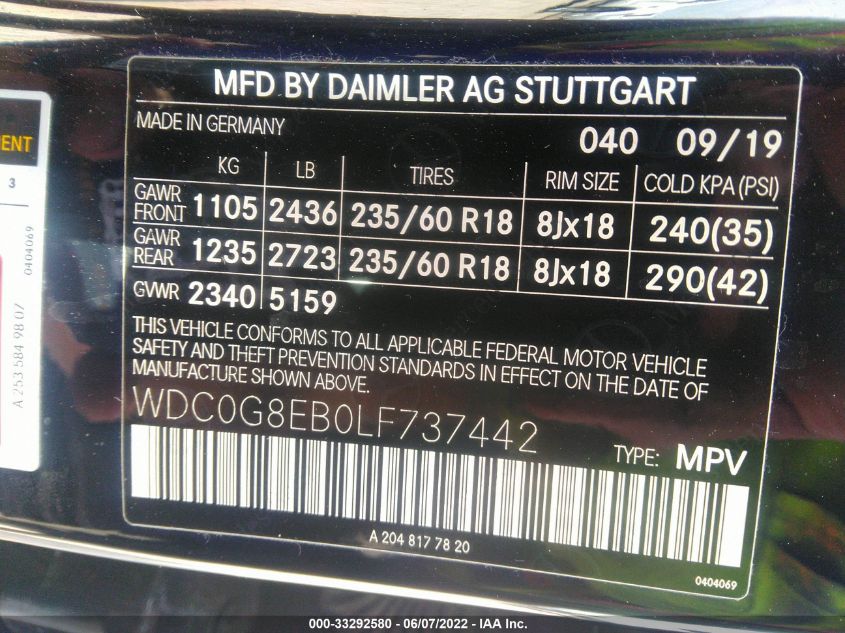 MFD BY DAIMLER AG STUTTGART
MADE IN GERMANY 040 09/19
KG LB TIRES RIM SIZE COLD KPA (PSI)
GAWR FRONT 1105 2436 235/60 R18 8Jx18 240(35)
GAWR REAR 1235 2723 235/60 R18 8Jx18 290(42)
GVWR 2340 5159
THIS VEHICLE CONFORMS TO ALL APPLICABLE FEDERAL MOTOR VEHICLE
SAFETY AND THEFT PREVENTION STANDARDS IN EFFECT ON THE DATE OF
MANUFACTURE SHOWN ABOVE.
WDC0G8EB0LF737442
TYPE: MPV
A 204 817 78 20
0404069
ENT
3
0404069
A 253 584 98 07
000-33292580 - 06/07/2022 - IAA Inc.